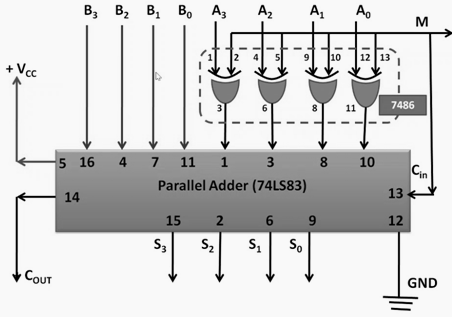 B3 B2 B1 B0 A3 A2 A1 A0 M
1 2 4 5 9 10 12 13
+ VCC
3 6 8 11 7486
5 16 4 7 11 1 3 8 10 Cin
14 Parallel Adder (74LS83) 13
15 2 6 9 12
S3 S2 S1 S0
COUT GND